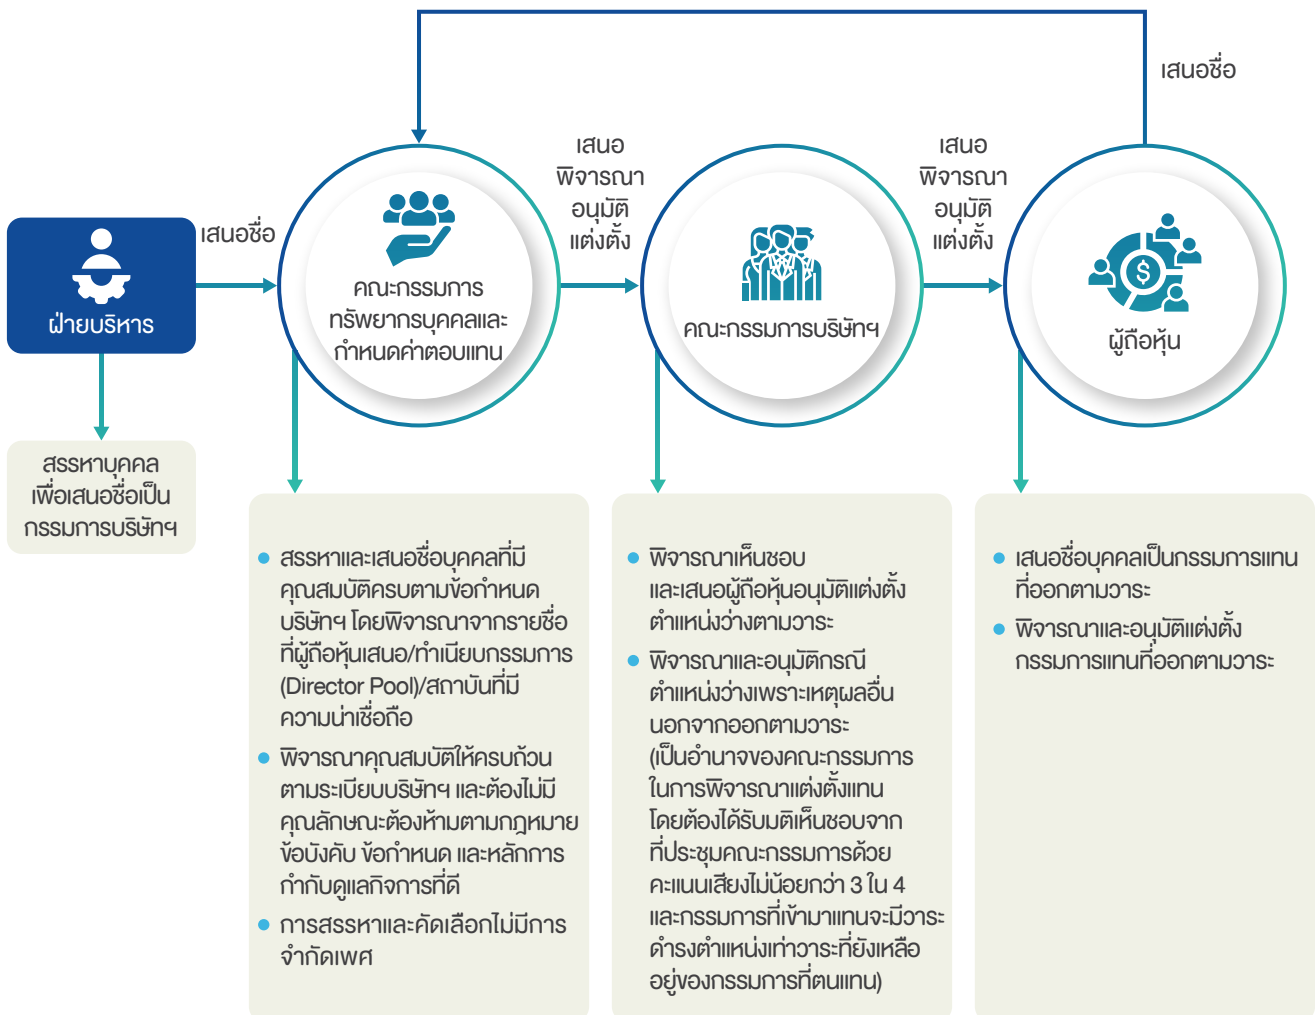 เสนอชื่อ
เสนอ
พิจารณา
อนุมัติ
แต่งตั้ง
เสนอ
พิจารณา
อนุมัติ
แต่งตั้ง
เสนอชื่อ
ฝ่ายบริหาร
คณะกรรมการ
ทรัพยากรบุคคลและ
กำหนดค่าตอบแทน
คณะกรรมการบริษัทฯ
$
ผู้ถือหุ้น
สรรหาบุคคล
เพื่อเสนอชื่อเป็น
กรรมการบริษัทฯ
• สรรหาและเสนอชื่อบุคคลที่มี
คุณสมบัติครบตามข้อกำหนด
บริษัทฯ โดยพิจารณาจากรายชื่อ
ที่ผู้ถือหุ้นเสนอ/ทำเนียบกรรมการ
(Director Pool)/สถาบันที่มี
ความน่าเชื่อถือ
• พิจารณาคุณสมบัติให้ครบถ้วน
ตามระเบียบบริษัทฯ และต้องไม่มี
คุณลักษณะต้องห้ามตามกฎหมาย
ข้อบังคับ ข้อกำหนด และหลักการ
กำกับดูแลกิจการที่ดี
• การสรรหาและคัดเลือกไม่มีการ
จำกัดเพศ
• พิจารณาเห็นชอบ
และเสนอผู้ถือหุ้นอนุมัติแต่งตั้ง
ตำแหน่งว่างตามวาระ
• พิจารณาและอนุมัติกรณี
ตำแหน่งว่างเพราะเหตุผลอื่น
นอกจากออกตามวาระ
(เป็นอำนาจของคณะกรรมการ
ในการพิจารณาแต่งตั้งแทน
โดยต้องได้รับมติเห็นชอบจาก
ที่ประชุมคณะกรรมการด้วย
คะแนนเสียงไม่น้อยกว่า 3 ใน 4
และกรรมการที่เข้ามาแทนจะมีวาระ
ดำรงตำแหน่งเท่าวาระที่ยังเหลือ
อยู่ของกรรมการที่ตนแทน)
• เสนอชื่อบุคคลเป็นกรรมการแทน
ที่ออกตามวาระ
• พิจารณาและอนุมัติแต่งตั้ง
กรรมการแทนที่ออกตามวาระ